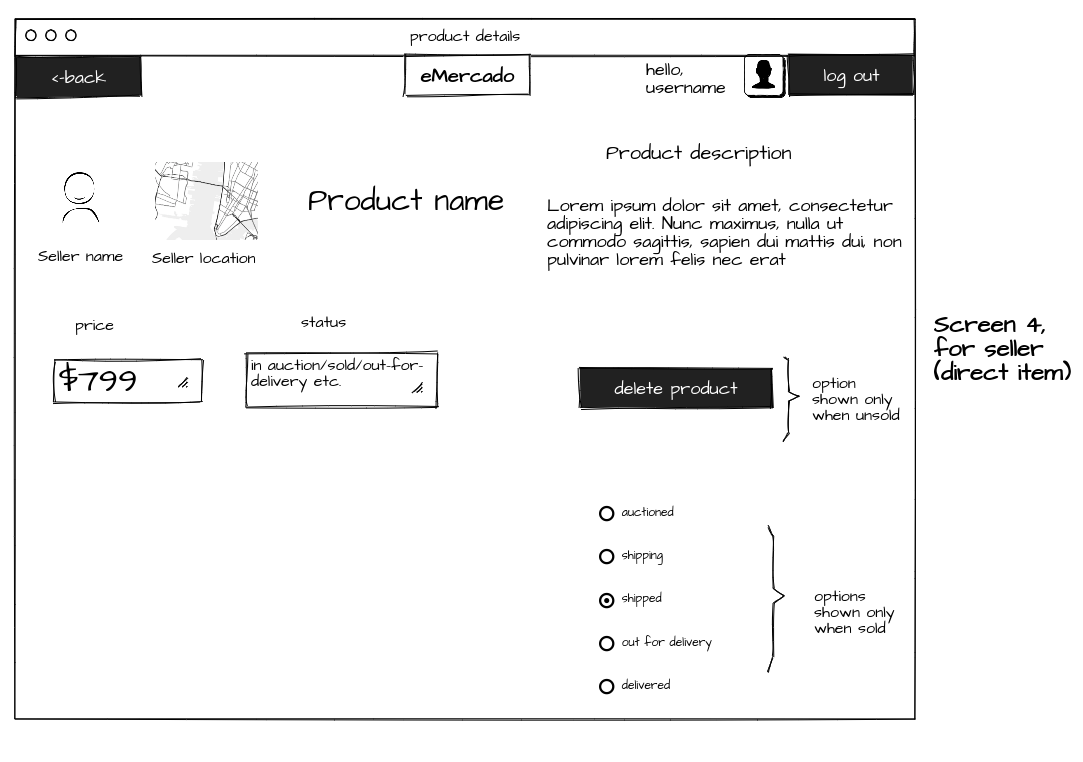 product details
<-back
eMercado
hello,
username
log out
Product description
Product name
Lorem ipsum dolor sit amet, consectetur
adipiscing elit. Nunc maximus, nulla ut
commodo sagittis, sapien dui mattis dui, non
pulvinar lorem felis nec erat
Seller name
Seller location
price
status
$799
in auction/sold/out-for-
delivery etc.
delete product
option
shown only
when unsold
Screen 4,
for seller
(direct item)
auctioned
shipping
shipped
out for delivery
delivered
options
shown only
when sold